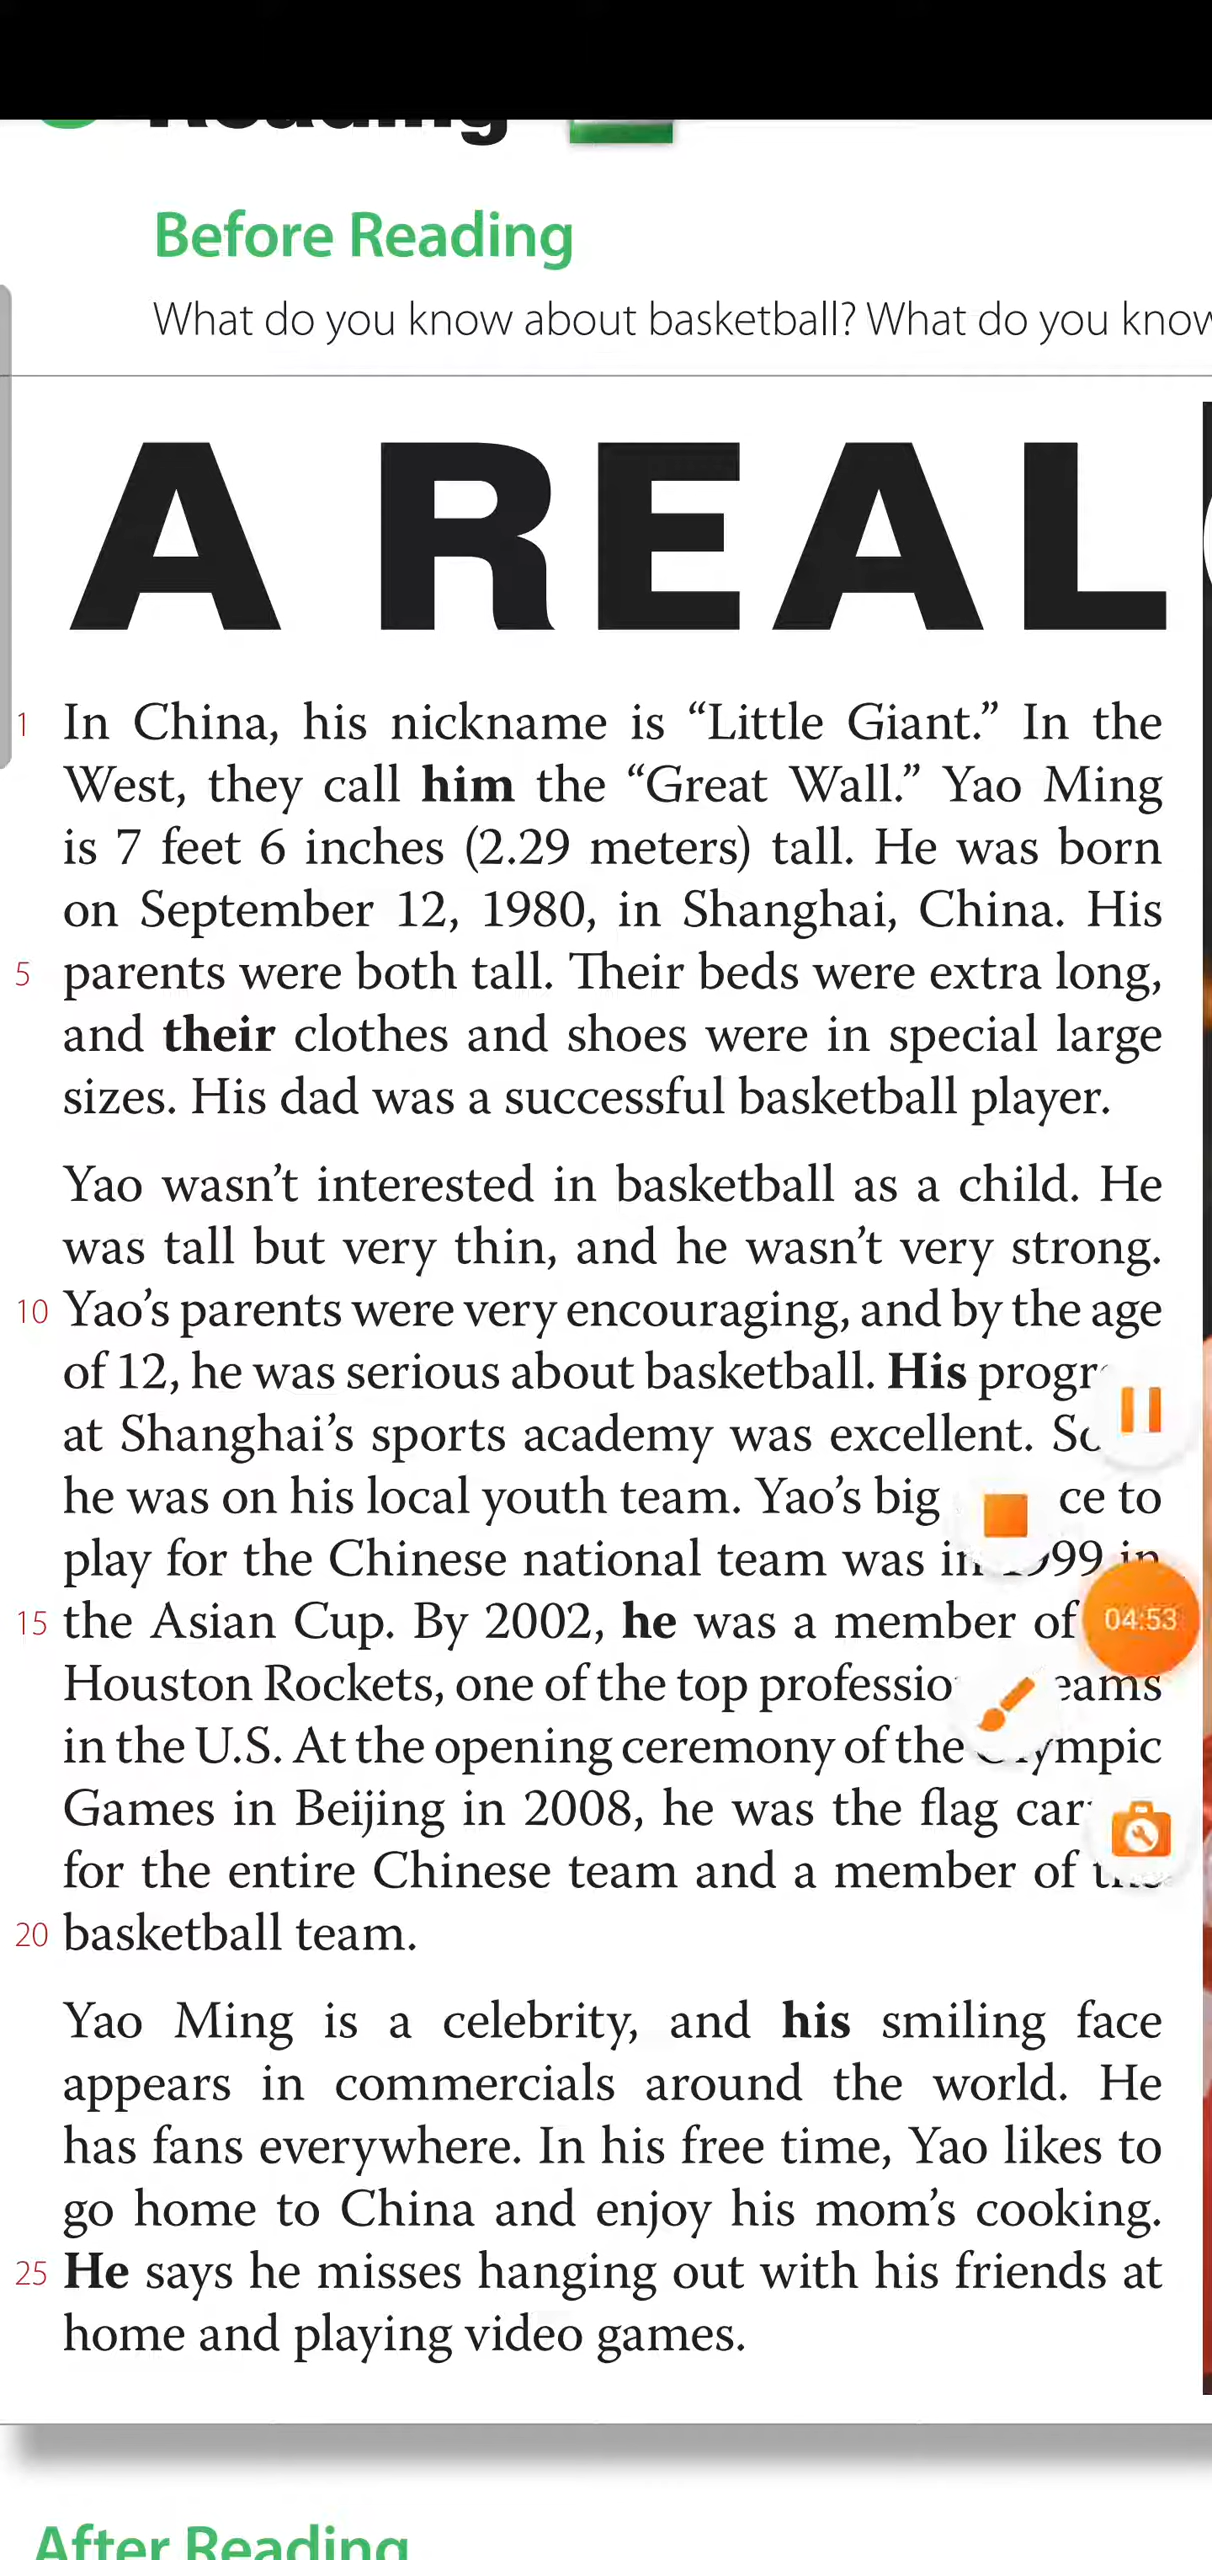 Reading
Before Reading
What do you know about basketball? What do you know
A REAL
1 In China, his nickname is “Little Giant.” In the
West, they call him the “Great Wall.” Yao Ming
is 7 feet 6 inches (2.29 meters) tall. He was born
on September 12, 1980, in Shanghai, China. His
5 parents were both tall. Their beds were extra long,
and their clothes and shoes were in special large
sizes. His dad was a successful basketball player.
Yao wasn’t interested in basketball as a child. He
was tall but very thin, and he wasn’t very strong.
10 Yao’s parents were very encouraging, and by the age
of 12, he was serious about basketball. His
at Shanghai’s sports academy was excellent.
he was on his local youth team. Yao’s big to
play for the Chinese national team was in 1999 in
15 the Asian Cup. By 2002, he was a member of
04:53
Houston Rockets, one of the top
in the U.S. At the opening ceremony of the Olympic
Games in Beijing in 2008, he was the flag
for the entire Chinese team and a member of the
20 basketball team.
Yao Ming is a celebrity, and his smiling face
appears in commercials around the world. He
has fans everywhere. In his free time, Yao likes to
go home to China and enjoy his mom’s cooking.
25 He says he misses hanging out with his friends at
home and playing video games.
After Reading